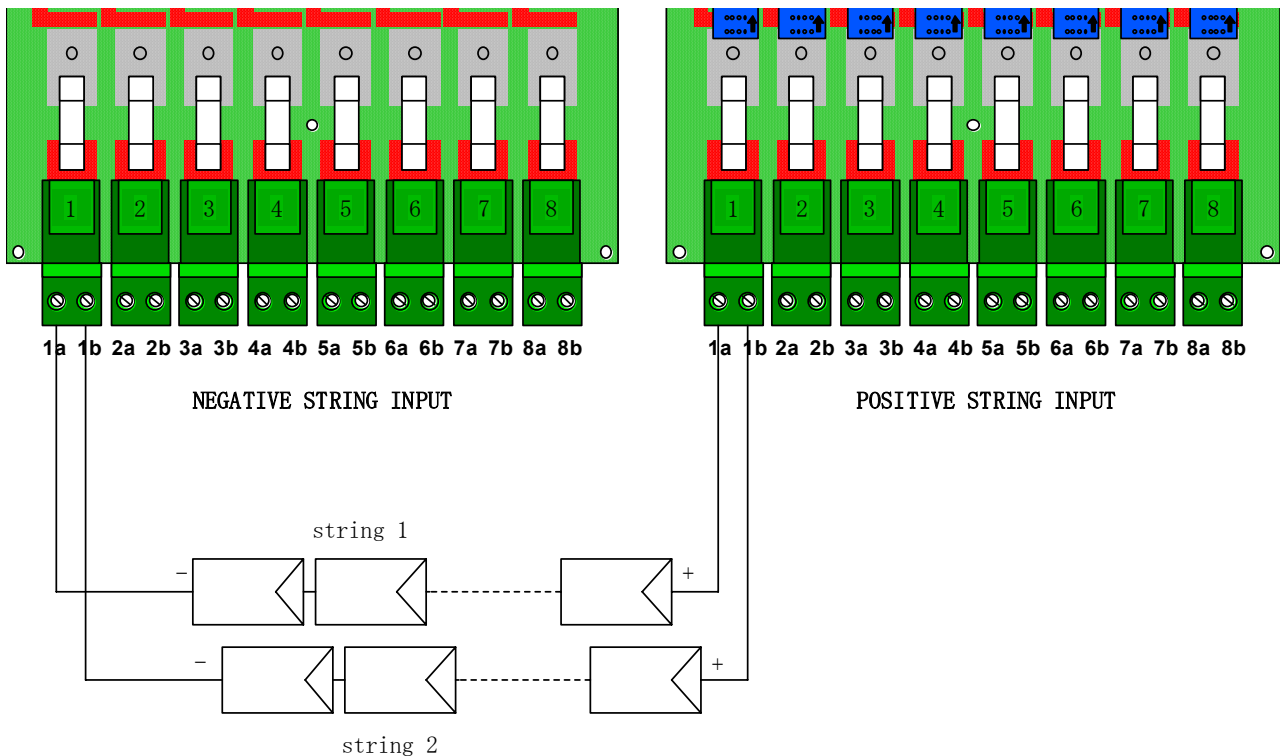 1 2 3 4 5 6 7 8 1 2 3 4 5 6 7 8
1a 1b 2a 2b 3a 3b 4a 4b 5a 5b 6a 6b 7a 7b 8a 8b 1a 1b 2a 2b 3a 3b 4a 4b 5a 5b 6a 6b 7a 7b 8a 8b
NEGATIVE STRING INPUT POSITIVE STRING INPUT
string 1
- +
- +
string 2